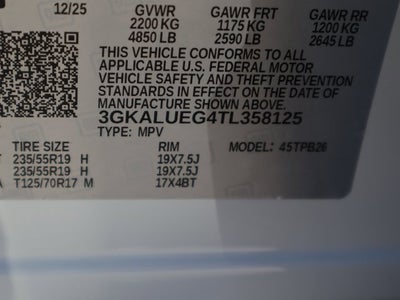 12/25 GVWR GAWR FRT GAWR RR
2200 KG 1175 KG 1200 KG
4850 LB 2590 LB 2645 LB
THIS VEHICLE CONFORMS TO ALL
APPLICABLE U.S. FEDERAL MOTOR
VEHICLE SAFETY AND THEFT PREVENTION
STANDARDS IN EFFECT ON THE DATE
OF MANUFACTURE SHOWN ABOVE.
3GKALUEG4TL358125
TYPE: MPV MODEL: 45TPB26
TIRE SIZE RIM
235/55R19 H 19X7.5J
235/55R19 H 19X7.5J
T125/70R17 M 17X4BT